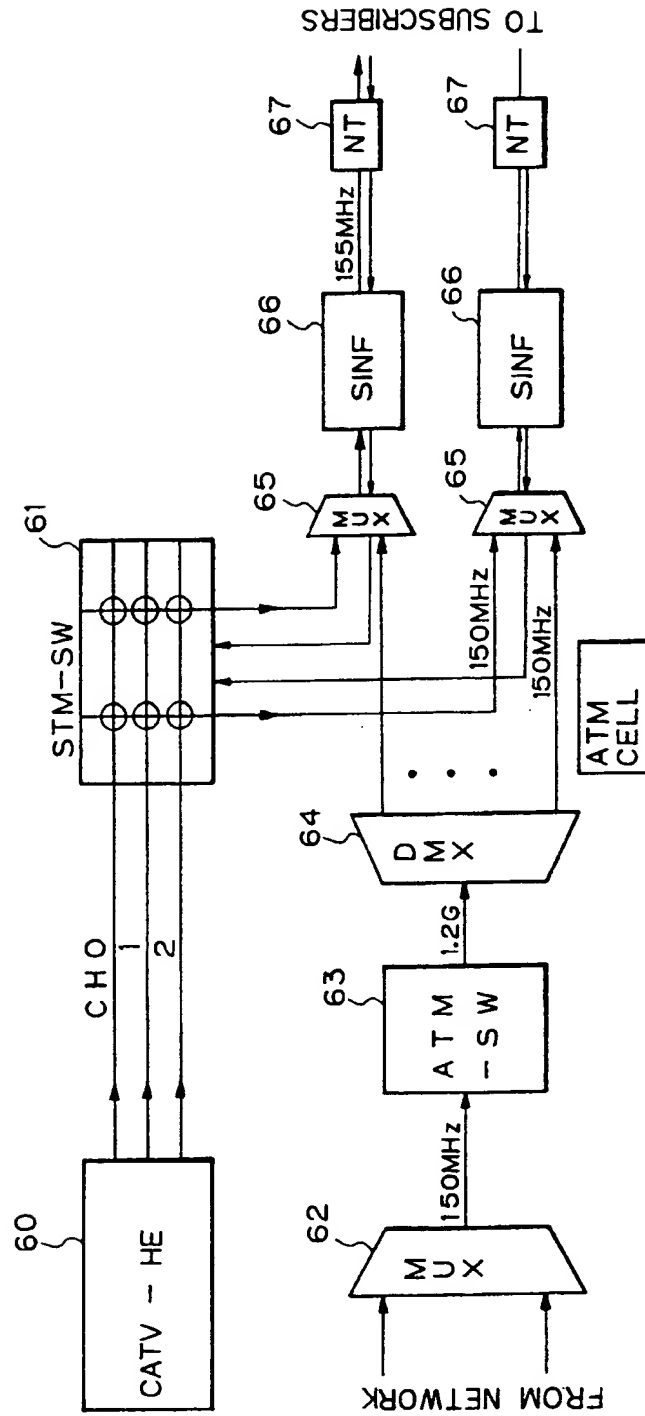 60
CATV - HE
CH0
1
2
61
STM-SW
FROM NETWORK
62
MUX
150MHz
63
ATM
-SW
1.2G
64
DMX
150MHz
150MHz
ATM
CELL
65
MUX
65
MUX
66
SINF
66
SINF
155MHz
67
NT
67
NT
TO SUBSCRIBERS